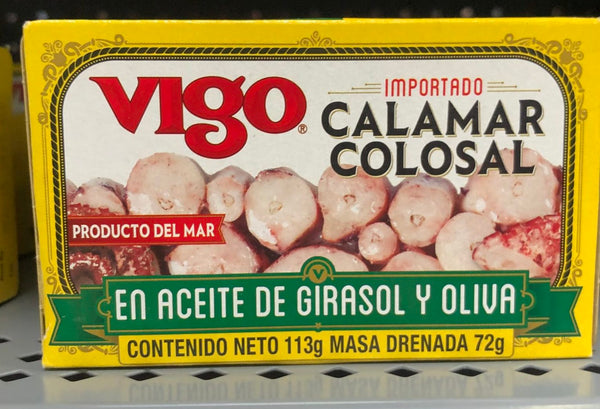 VIGO®
IMPORTADO
CALAMAR
COLOSAL
PRODUCTO DEL MAR
V
EN ACEITE DE GIRASOL Y OLIVA
CONTENIDO NETO 113g MASA DRENADA 72g